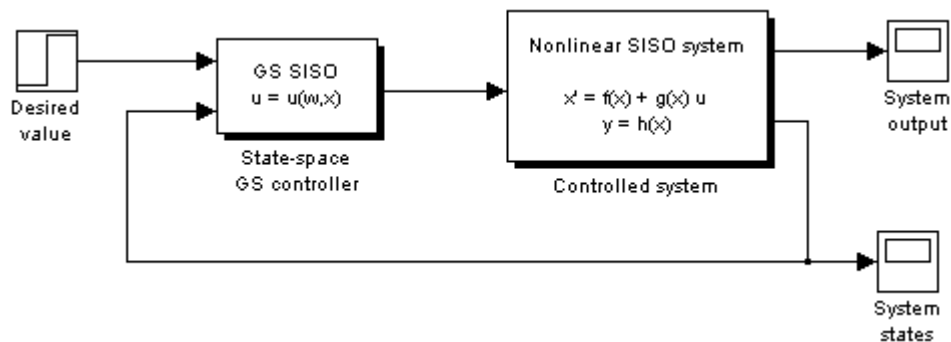 Desired
value
GS SISO
u = u(w,x)
State-space
GS controller
Nonlinear SISO system
x' = f(x) + g(x) u
y = h(x)
Controlled system
System
output
System
states